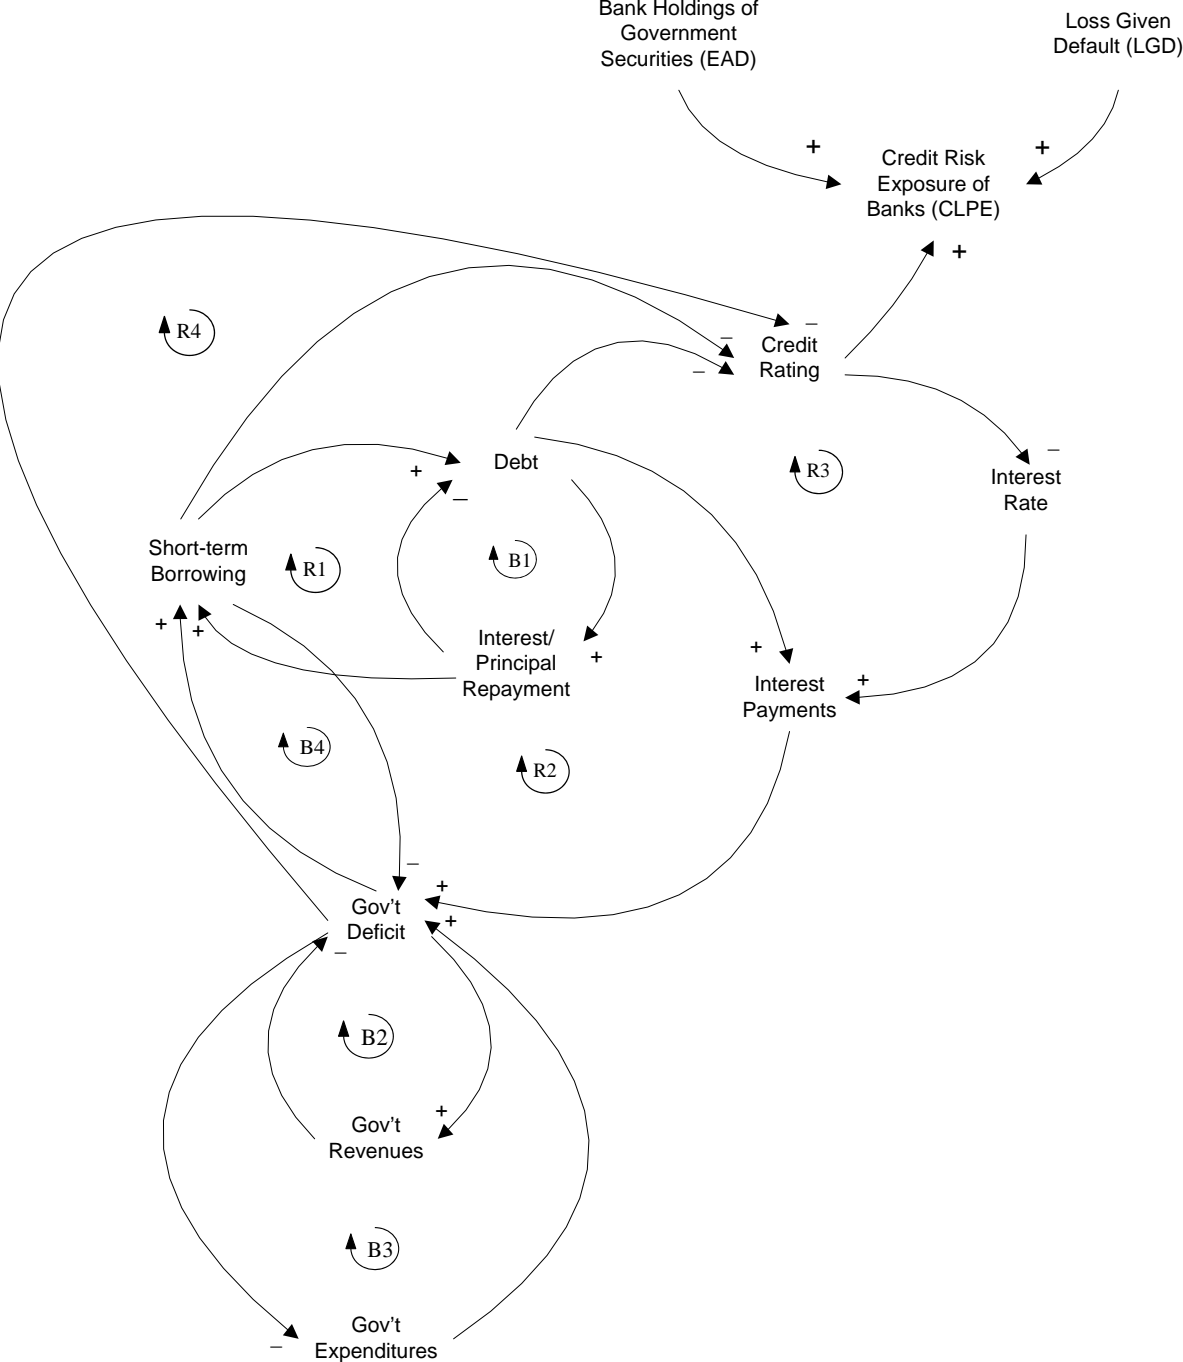 Bank Holdings of
Government
Securities (EAD)
Loss Given
Default (LGD)
+
+
Credit Risk
Exposure of
Banks (CLPE)
+
R4
–
–
Credit
Rating
–
Debt
+
–
R3
–
Interest
Rate
Short-term
Borrowing
R1
B1
+
+
Interest/
Principal
Repayment
+
+
Interest
Payments
+
B4
R2
–
+
Gov't
Deficit
+
–
B2
+
Gov't
Revenues
B3
Gov't
Expenditures
–